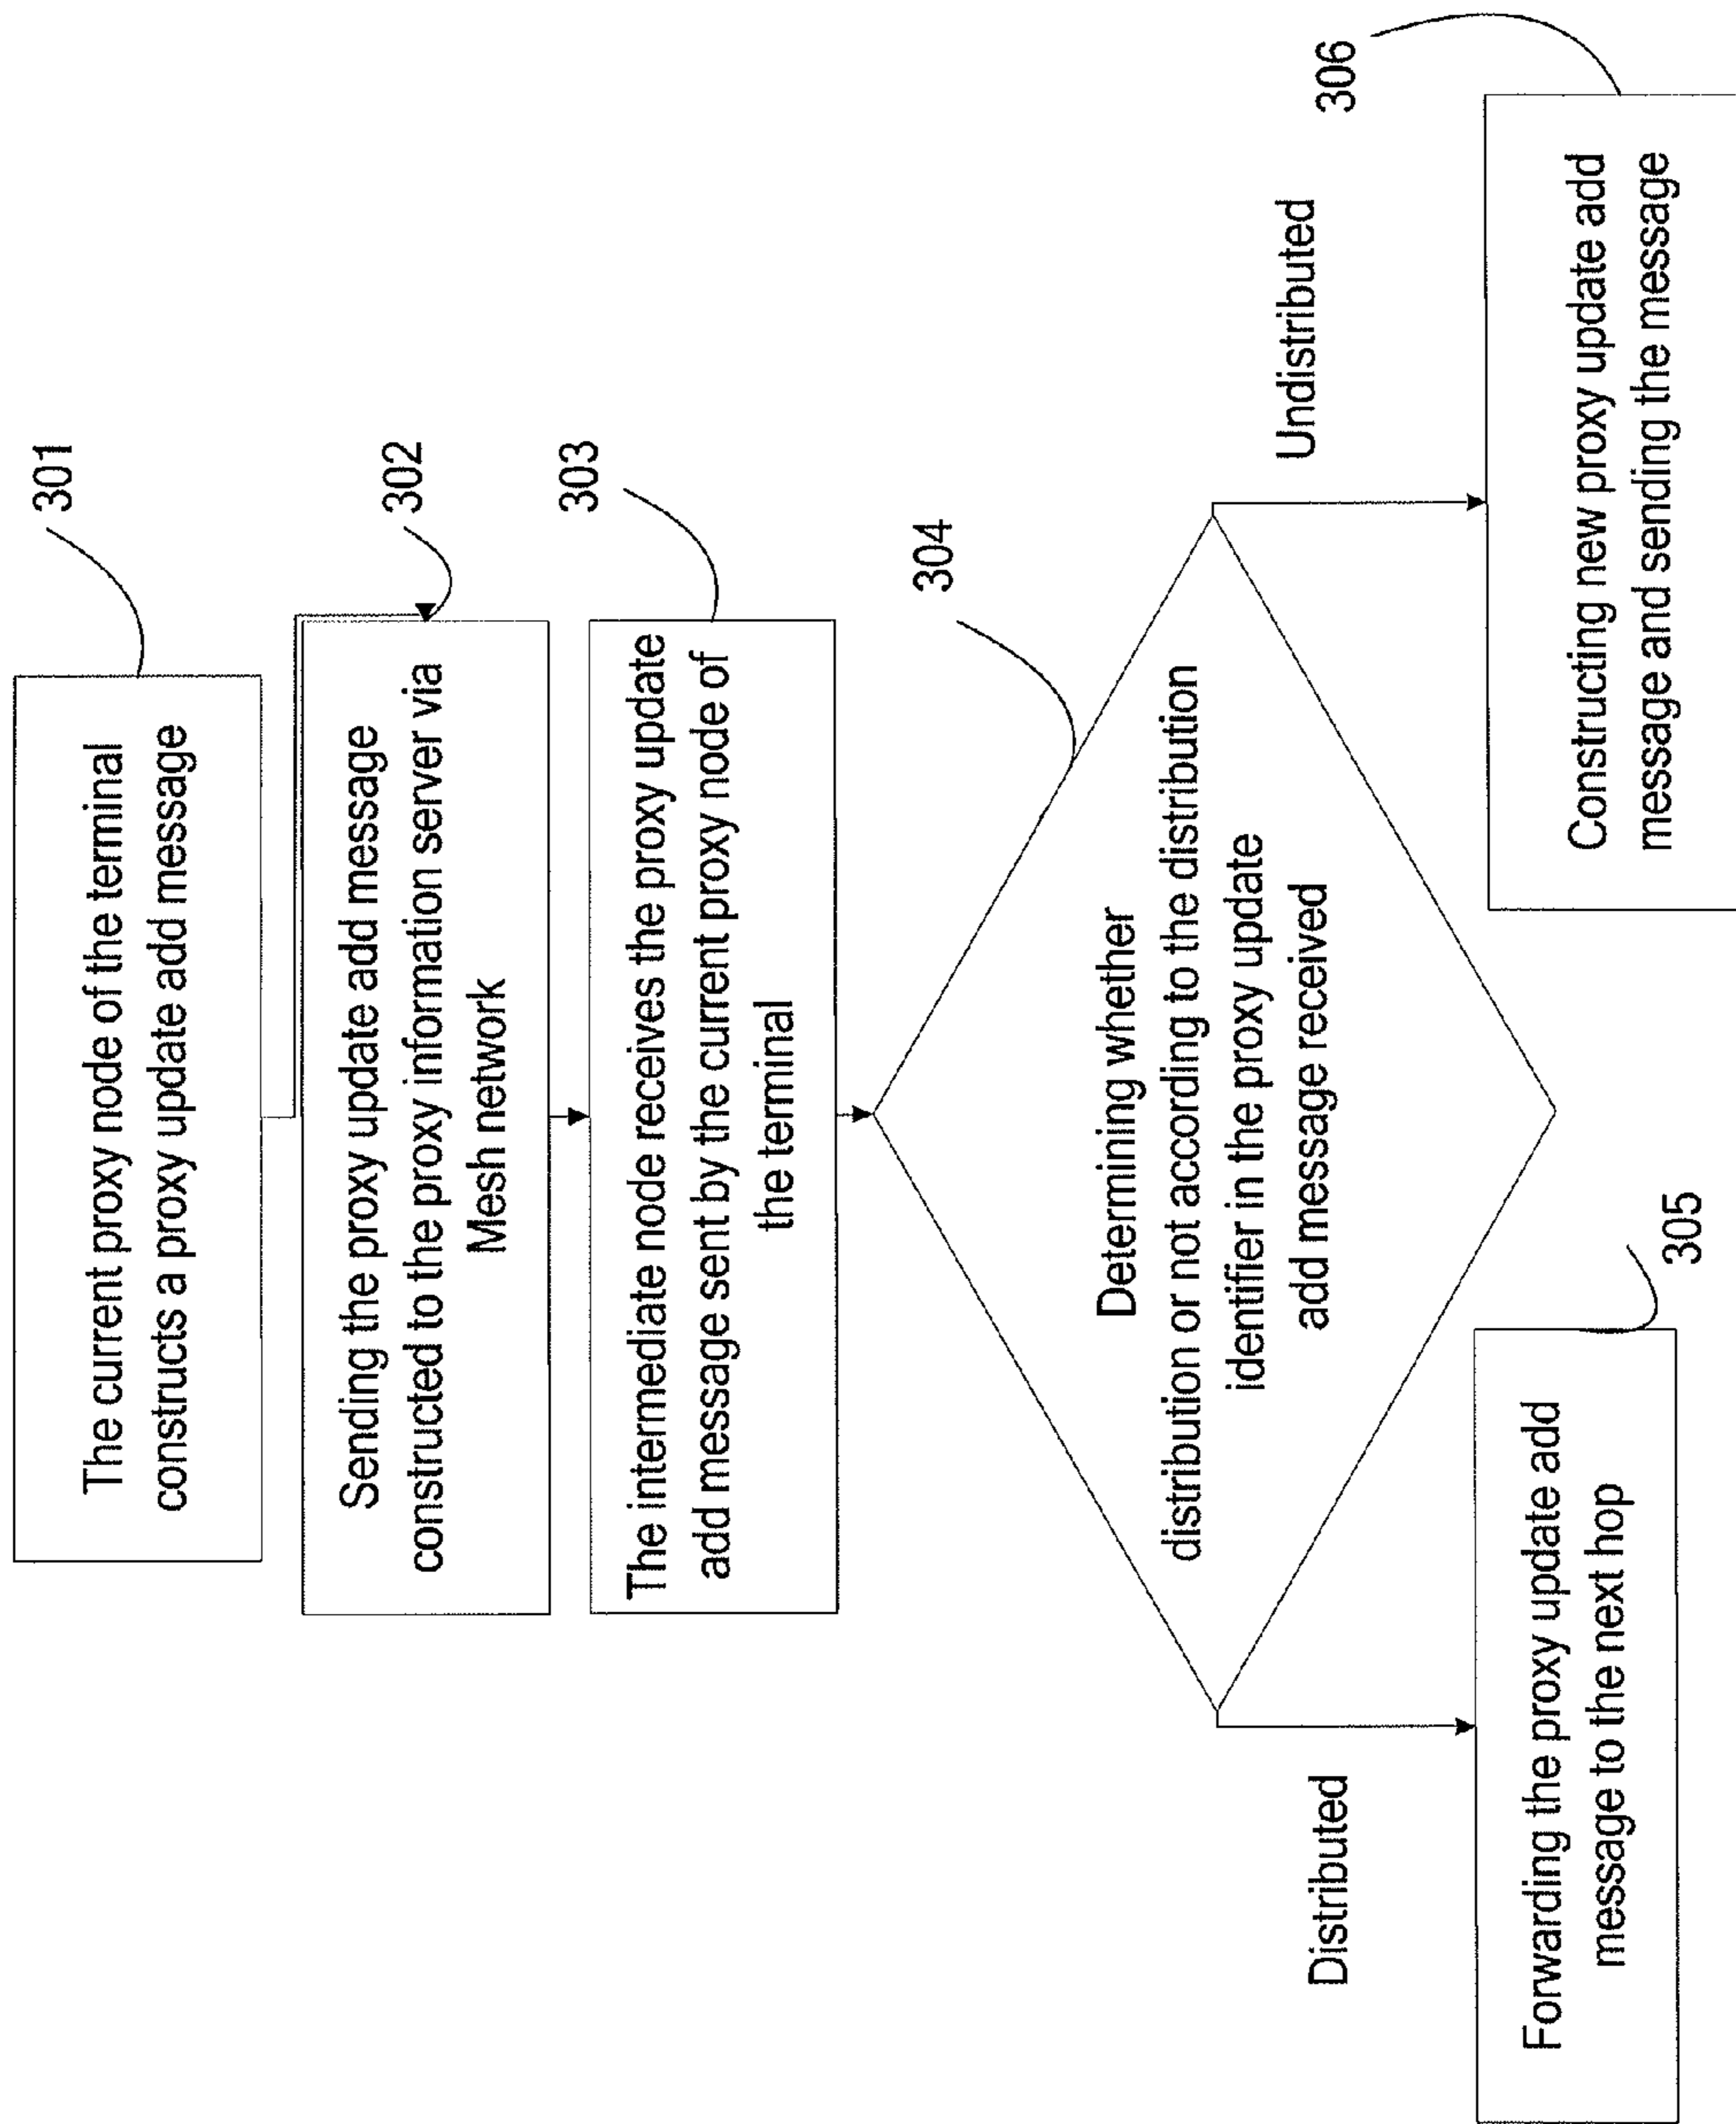 301
The current proxy node of the terminal
constructs a proxy update add message
302
Sending the proxy update add message
constructed to the proxy information server via
Mesh network
303
The intermediate node receives the proxy update
add message sent by the current proxy node of
the terminal
304
Determining whether
distribution or not according to the distribution
identifier in the proxy update
add message received
Distributed
Undistributed
305
Forwarding the proxy update add
message to the next hop
306
Constructing new proxy update add
message and sending the message